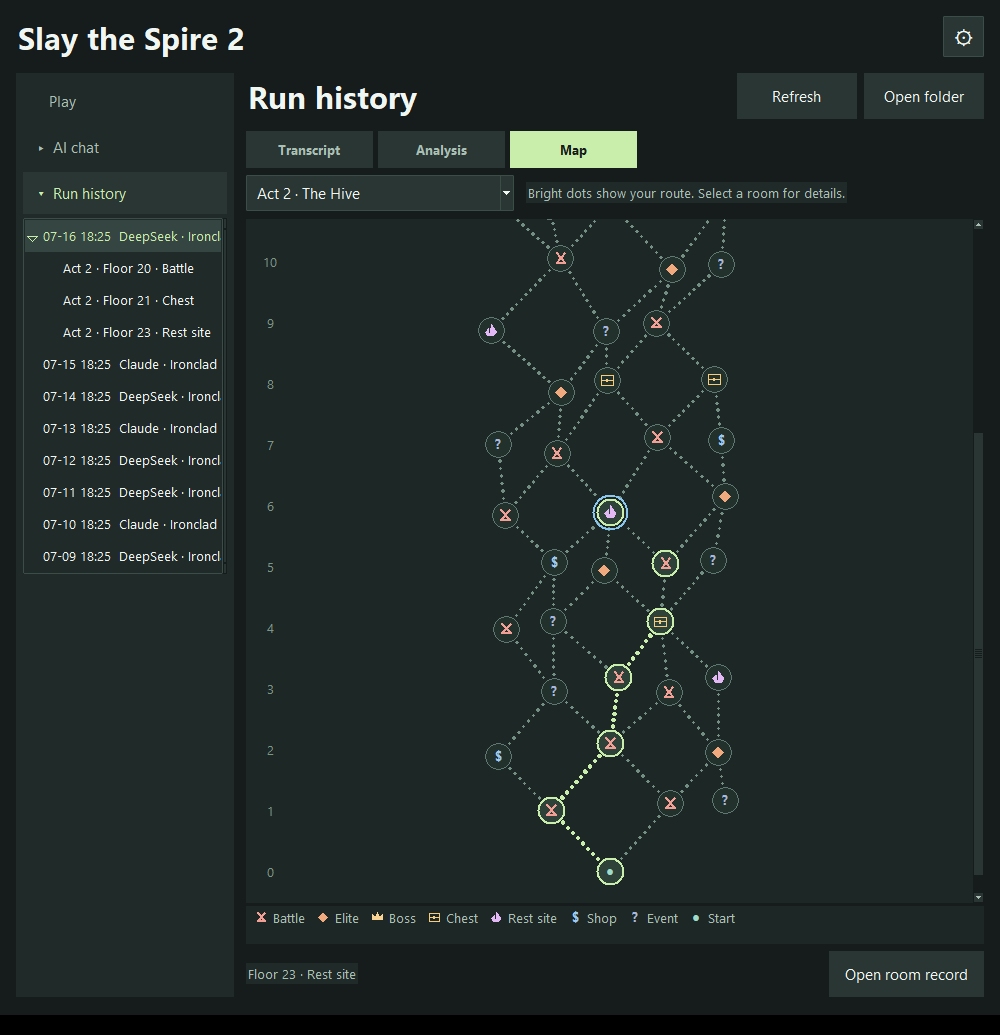 Slay the Spire 2
Play
AI chat
Run history
07-16 18:25 DeepSeek · Ironcl
Act 2 · Floor 20 · Battle
Act 2 · Floor 21 · Chest
Act 2 · Floor 23 · Rest site
07-15 18:25 Claude · Ironclad
07-14 18:25 DeepSeek · Ironcl
07-13 18:25 Claude · Ironclad
07-12 18:25 DeepSeek · Ironcl
07-11 18:25 DeepSeek · Ironcl
07-10 18:25 Claude · Ironclad
07-09 18:25 DeepSeek · Ironcl
Run history
Refresh
Open folder
Transcript
Analysis
Map
Act 2 · The Hive
Bright dots show your route. Select a room for details.
10 ?
9 ?
8
7 ? $
6
5 $ ?
4 ?
3 ?
2 $
1 ?
0
Battle Elite Boss Chest Rest site $ Shop ? Event Start
Floor 23 · Rest site
Open room record